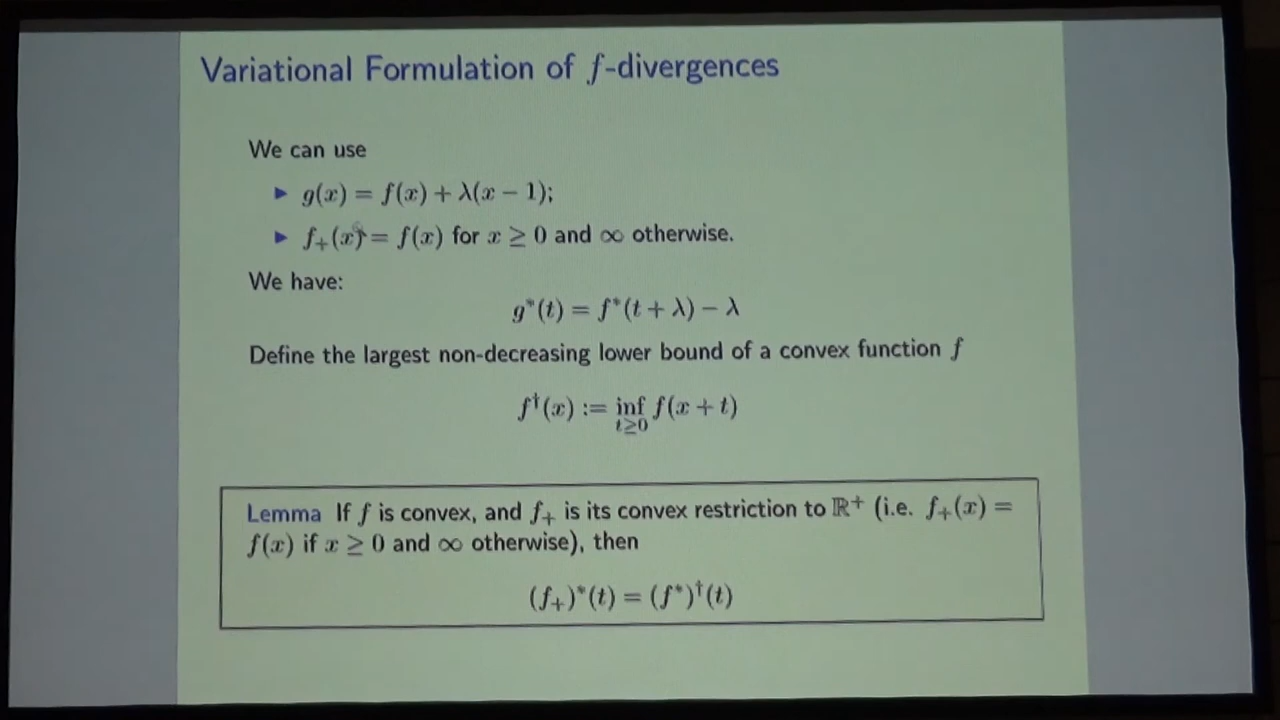 Variational Formulation of f-divergences
We can use
▶ g(x) = f(x) + λ(x − 1);
▶ f₊(x) = f(x) for x ≥ 0 and ∞ otherwise.
We have:
g*(t) = f*(t + λ) − λ
Define the largest non-decreasing lower bound of a convex function f
f†(x) := inf f(x + t)
t≥0
Lemma If f is convex, and f₊ is its convex restriction to ℝ⁺ (i.e. f₊(x) =
f(x) if x ≥ 0 and ∞ otherwise), then
(f₊)*(t) = (f*)†(t)